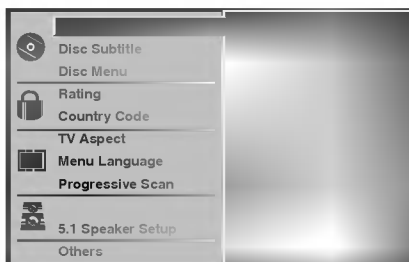 Disc Subtitle
Disc Menu
Rating
Country Code
TV Aspect
Menu Language
Progressive Scan
5.1 Speaker Setup
Others